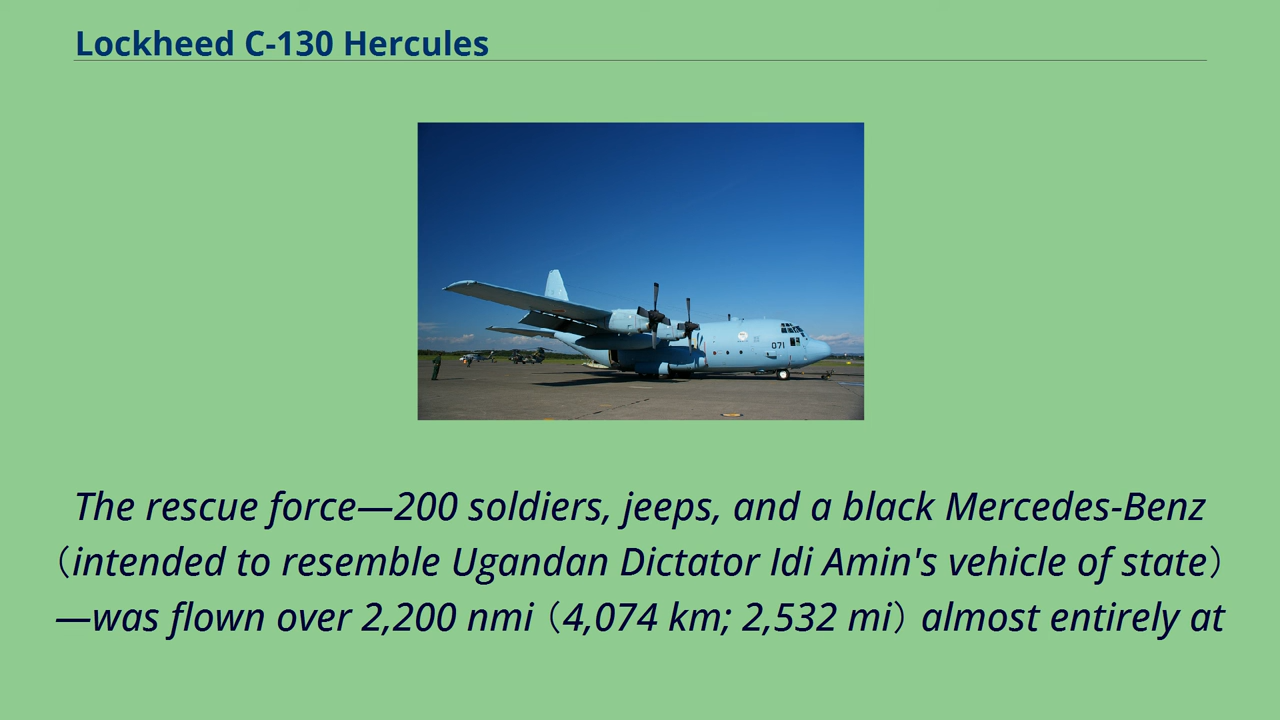 Lockheed C-130 Hercules
071
The rescue force—200 soldiers, jeeps, and a black Mercedes-Benz
（intended to resemble Ugandan Dictator Idi Amin's vehicle of state）
—was flown over 2,200 nmi（4,074 km; 2,532 mi）almost entirely at